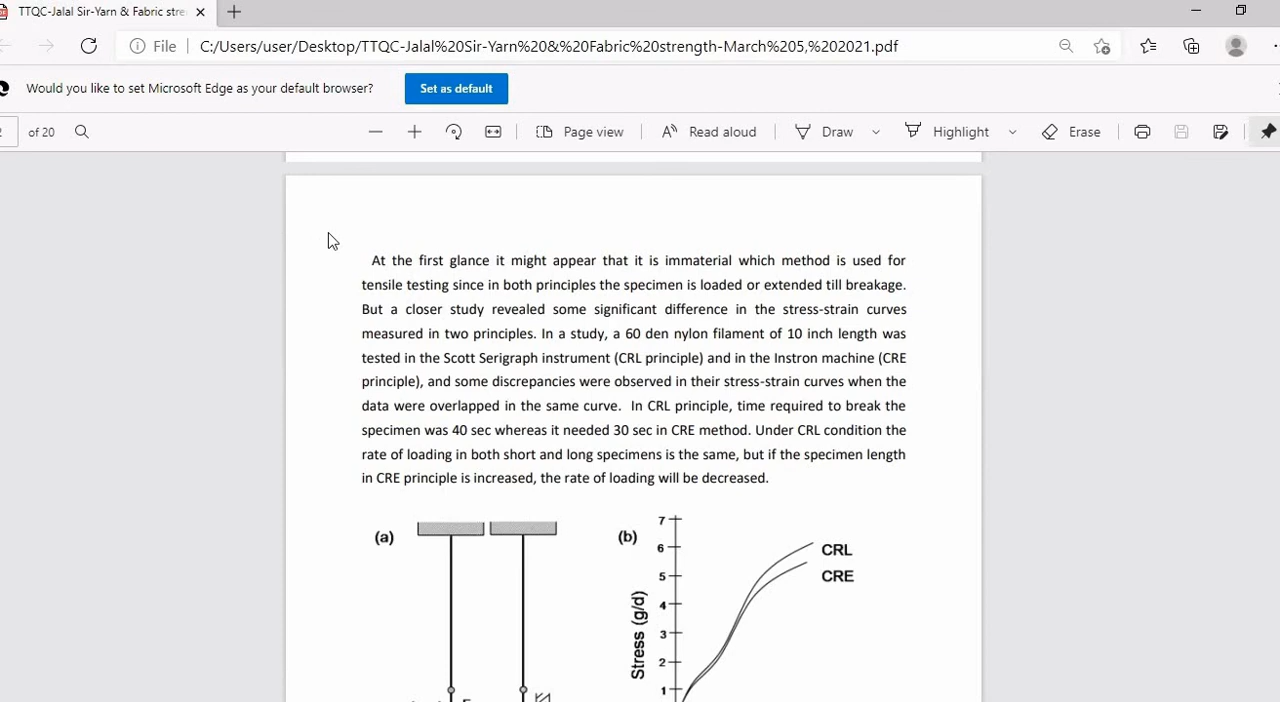 TTQC-Jalal Sir-Yarn & Fabric stre
File
C:/Users/user/Desktop/TTQC-Jalal%20Sir-Yarn%20&%20Fabric%20strength-March%205,%202021.pdf
Would you like to set Microsoft Edge as your default browser?
Set as default
2 of 20
Page view
Read aloud
Draw
Highlight
Erase
At the first glance it might appear that it is immaterial which method is used for
tensile testing since in both principles the specimen is loaded or extended till breakage.
But a closer study revealed some significant difference in the stress-strain curves
measured in two principles. In a study, a 60 den nylon filament of 10 inch length was
tested in the Scott Serigraph instrument (CRL principle) and in the Instron machine (CRE
principle), and some discrepancies were observed in their stress-strain curves when the
data were overlapped in the same curve. In CRL principle, time required to break the
specimen was 40 sec whereas it needed 30 sec in CRE method. Under CRL condition the
rate of loading in both short and long specimens is the same, but if the specimen length
in CRE principle is increased, the rate of loading will be decreased.
(a)
(b)
7
6
5
4
3
2
1
Stress (g/d)
CRL
CRE